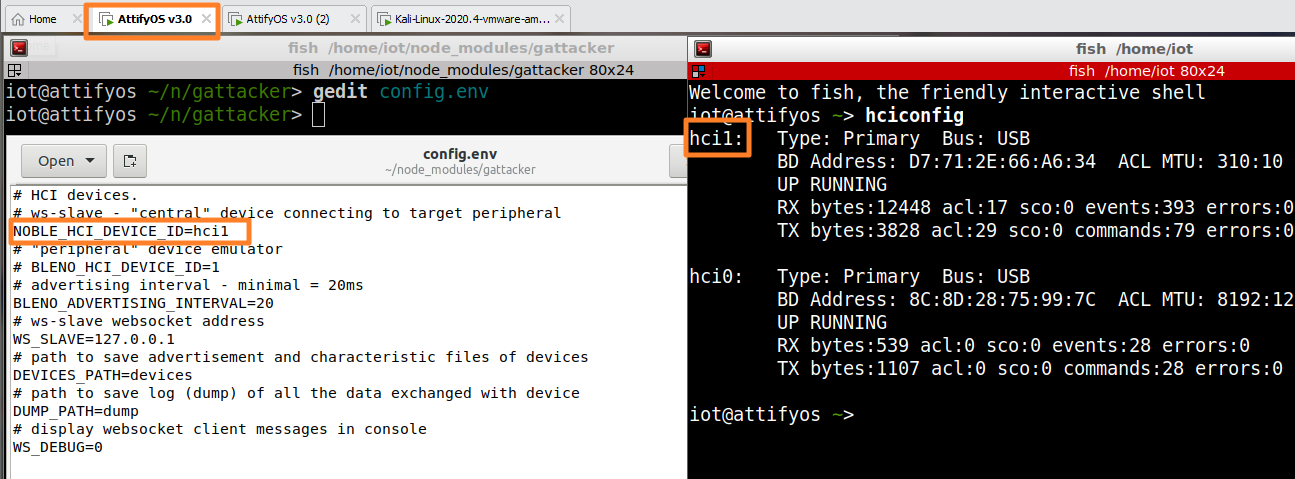 Home
AttifyOS v3.0
AttifyOS v3.0 (2)
Kali-Linux-2020.4-vmware-am...
fish /home/iot/node_modules/gattacker
fish /home/iot/node_modules/gattacker 80x24
iot@attifyos ~/n/gattacker> gedit config.env
iot@attifyos ~/n/gattacker>
Open
config.env
~/node_modules/gattacker
# HCI devices.
# ws-slave - "central" device connecting to target peripheral
NOBLE_HCI_DEVICE_ID=hci1
# "peripheral" device emulator
# BLENO_HCI_DEVICE_ID=1
# advertising interval - minimal = 20ms
BLENO_ADVERTISING_INTERVAL=20
# ws-slave websocket address
WS_SLAVE=127.0.0.1
# path to save advertisement and characteristic files of devices
DEVICES_PATH=devices
# path to save log (dump) of all the data exchanged with device
DUMP_PATH=dump
# display websocket client messages in console
WS_DEBUG=0
fish /home/iot
fish /home/iot 80x24
Welcome to fish, the friendly interactive shell
iot@attifyos ~> hciconfig
hci1: Type: Primary Bus: USB
BD Address: D7:71:2E:66:A6:34 ACL MTU: 310:10
UP RUNNING
RX bytes:12448 acl:17 sco:0 events:393 errors:0
TX bytes:3828 acl:29 sco:0 commands:79 errors:0
hci0: Type: Primary Bus: USB
BD Address: 8C:8D:28:75:99:7C ACL MTU: 8192:12
UP RUNNING
RX bytes:539 acl:0 sco:0 events:28 errors:0
TX bytes:1107 acl:0 sco:0 commands:28 errors:0
iot@attifyos ~>